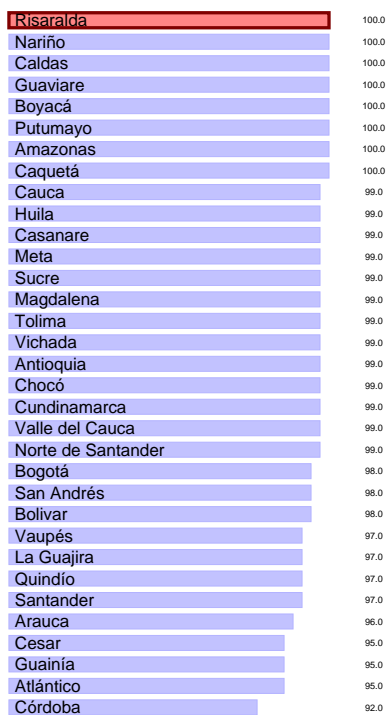 Risaralda 100.0
Nariño 100.0
Caldas 100.0
Guaviare 100.0
Boyacá 100.0
Putumayo 100.0
Amazonas 100.0
Caquetá 100.0
Cauca 99.0
Huila 99.0
Casanare 99.0
Meta 99.0
Sucre 99.0
Magdalena 99.0
Tolima 99.0
Vichada 99.0
Antioquia 99.0
Chocó 99.0
Cundinamarca 99.0
Valle del Cauca 99.0
Norte de Santander 99.0
Bogotá 98.0
San Andrés 98.0
Bolivar 98.0
Vaupés 97.0
La Guajira 97.0
Quindío 97.0
Santander 97.0
Arauca 96.0
Cesar 95.0
Guainía 95.0
Atlántico 95.0
Córdoba 92.0